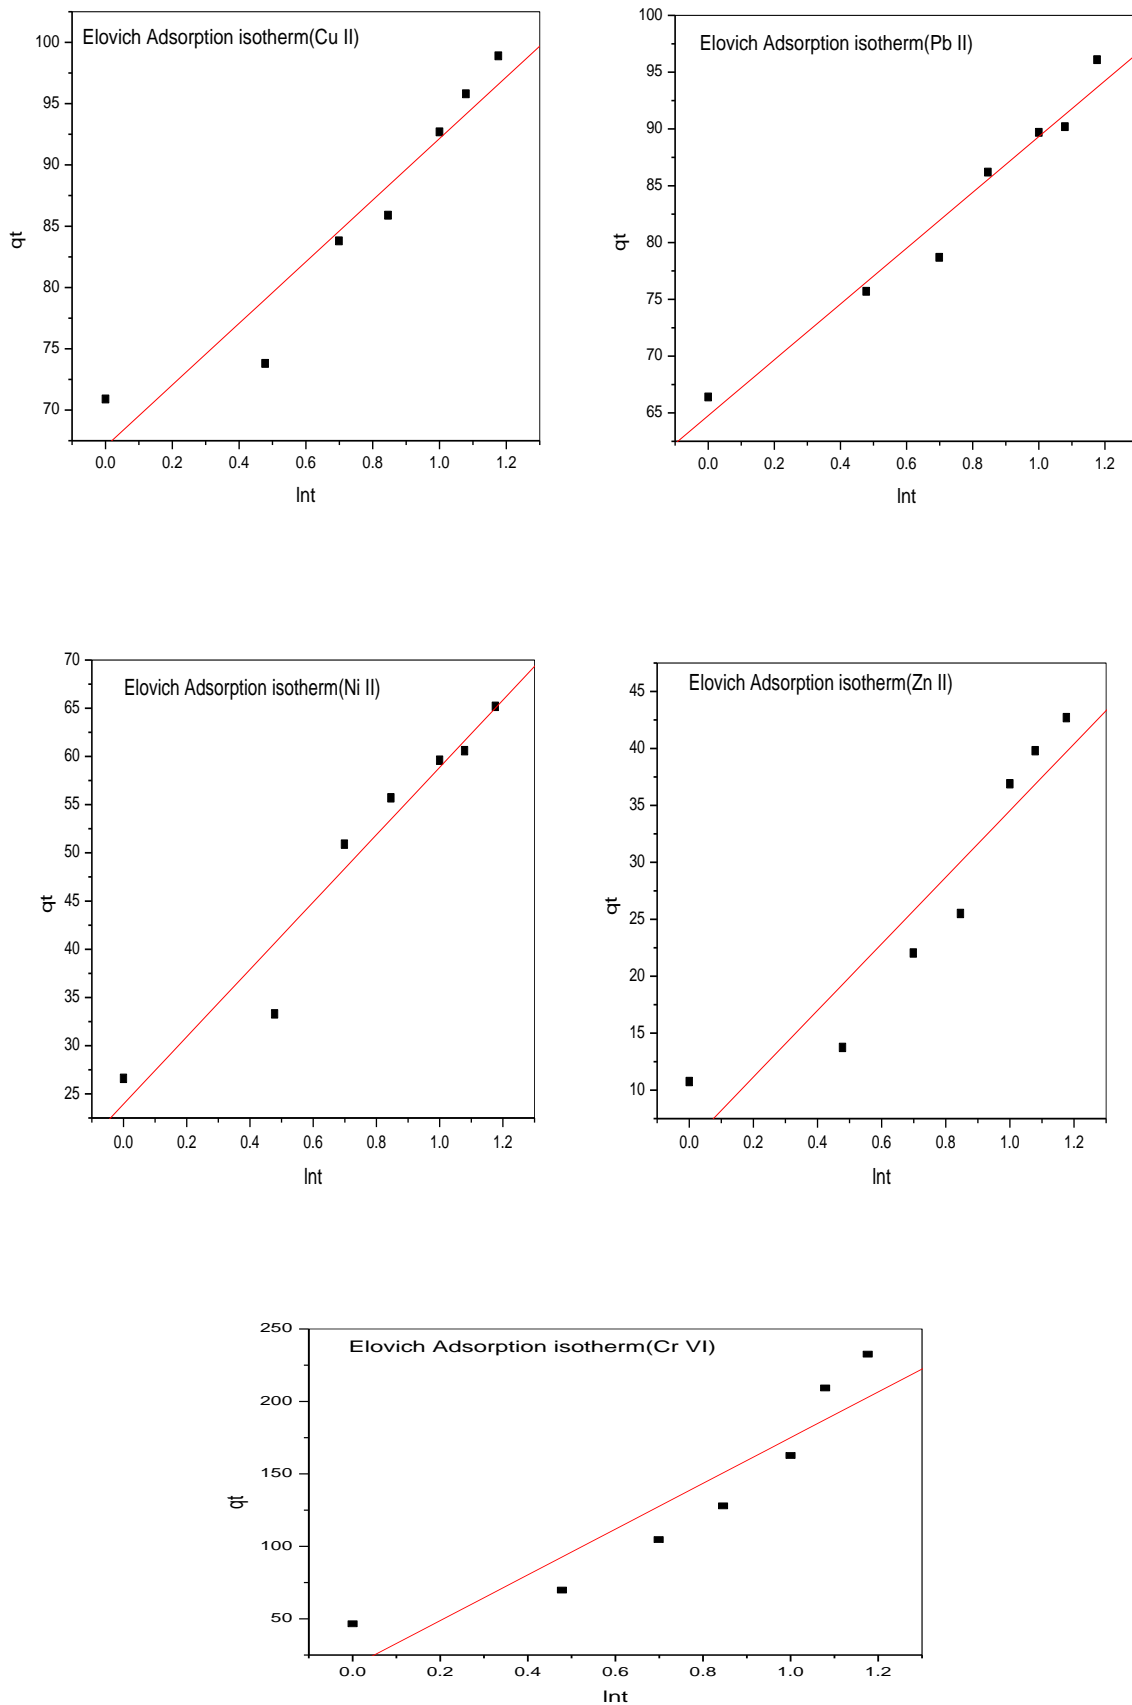 Elovich Adsorption isotherm(Cu II)
100
95
90
85
80
75
70
qt
0.0 0.2 0.4 0.6 0.8 1.0 1.2
lnt
Elovich Adsorption isotherm(Pb II)
100
95
90
85
80
75
70
65
qt
0.0 0.2 0.4 0.6 0.8 1.0 1.2
lnt
Elovich Adsorption isotherm(Ni II)
70
65
60
55
50
45
40
35
30
25
qt
0.0 0.2 0.4 0.6 0.8 1.0 1.2
lnt
Elovich Adsorption isotherm(Zn II)
45
40
35
30
25
20
15
10
qt
0.0 0.2 0.4 0.6 0.8 1.0 1.2
lnt
Elovich Adsorption isotherm(Cr VI)
250
200
150
100
50
qt
0.0 0.2 0.4 0.6 0.8 1.0 1.2
lnt